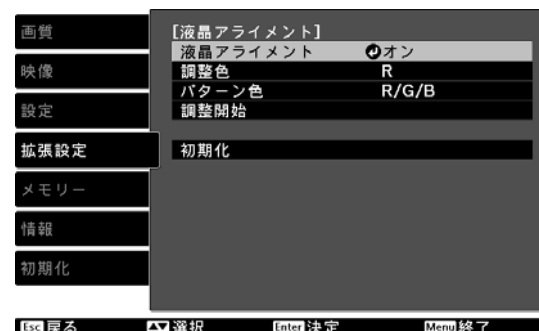 画質
映像
設定
拡張設定
メモリー
情報
初期化
[液晶アライメント]
液晶アライメント オン
調整色 R
パターン色 R/G/B
調整開始
初期化
Esc 戻る 選択 Enter 決定 Menu 終了